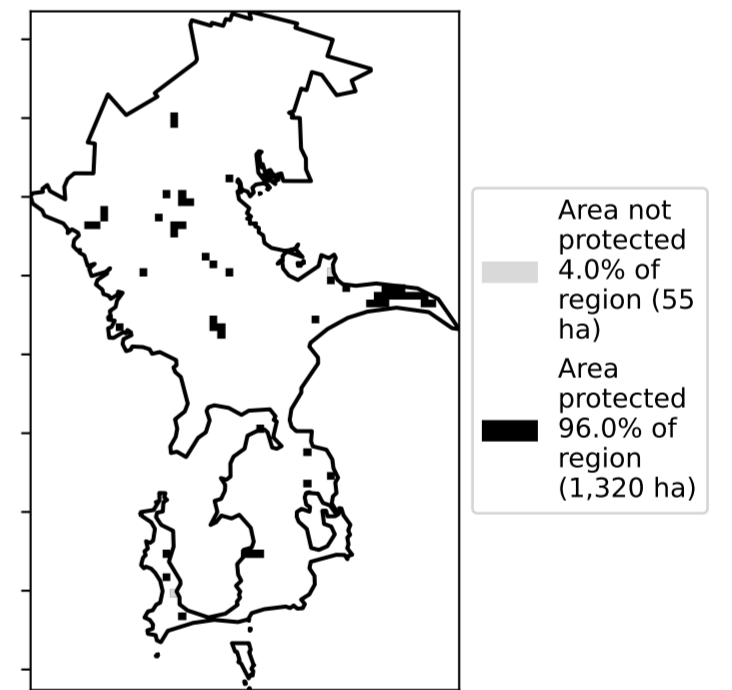 Area not
protected
4.0% of
region (55
ha)
Area
protected
96.0% of
region
(1,320 ha)